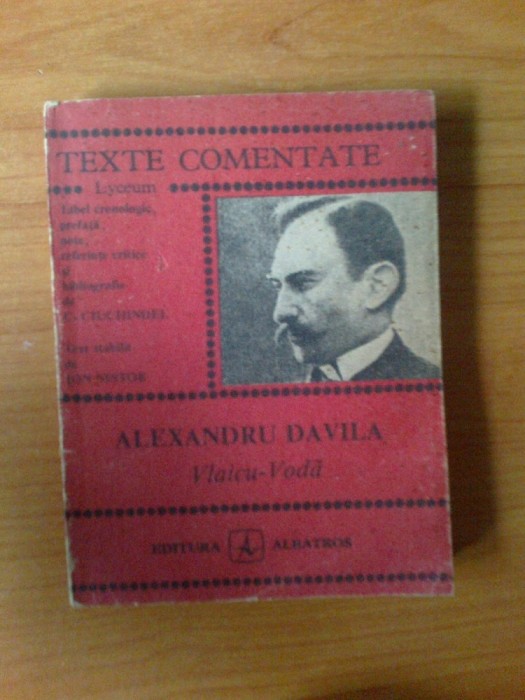 TEXTE COMENTATE
Lyceum
Tabel cronologic,
prefață,
note,
referințe critice
și
bibliografie
de
C. CIUCHINDEL
Text stabilit
de
ION NISTOR
ALEXANDRU DAVILA
Vlaicu-Vodă
EDITURA ALBATROS